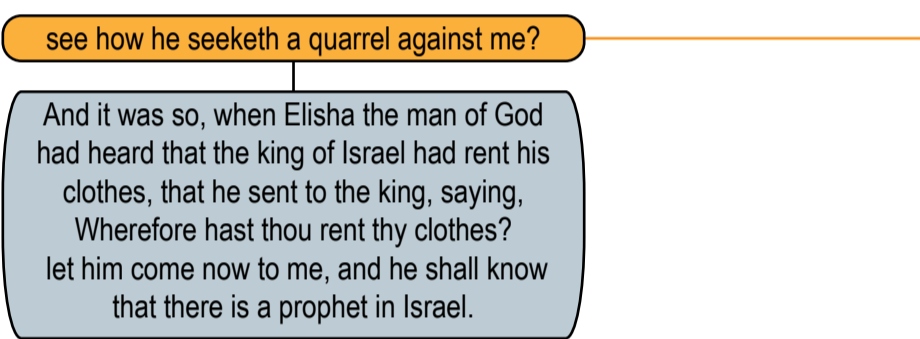 see how he seeketh a quarrel against me?
And it was so, when Elisha the man of God
had heard that the king of Israel had rent his
clothes, that he sent to the king, saying,
Wherefore hast thou rent thy clothes?
let him come now to me, and he shall know
that there is a prophet in Israel.